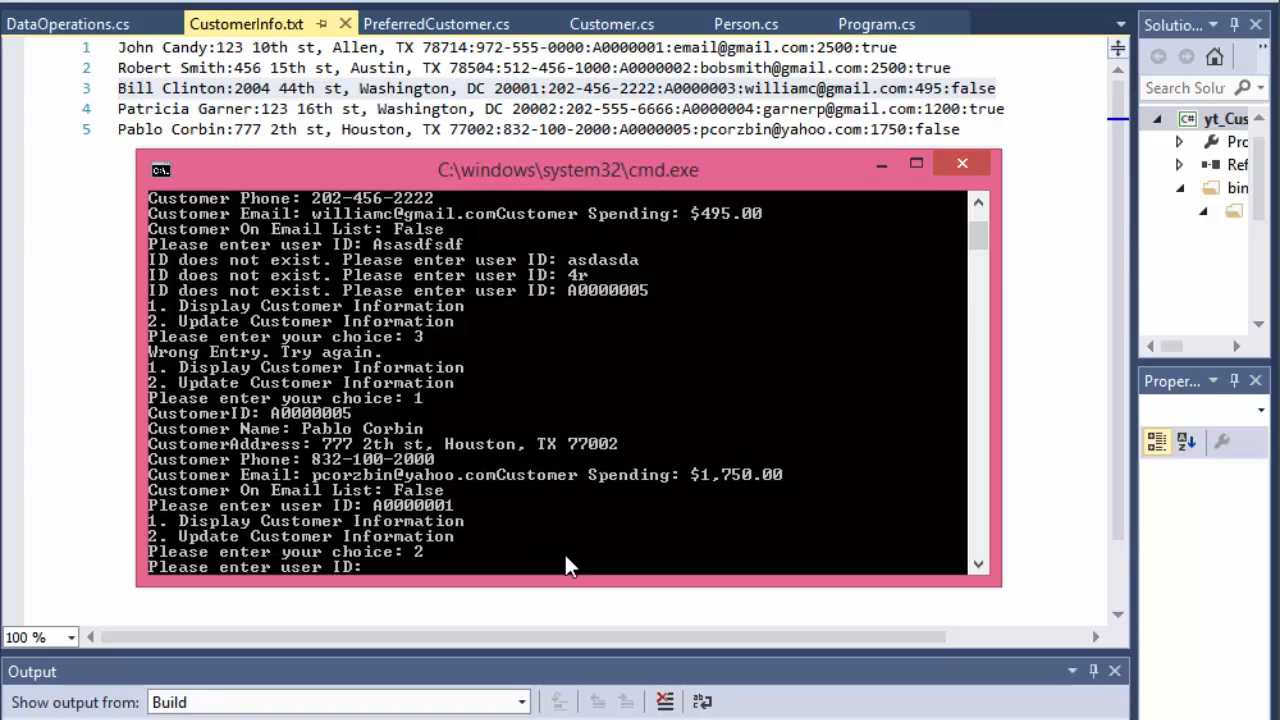 DataOperations.cs CustomerInfo.txt PreferredCustomer.cs Customer.cs Person.cs Program.cs
1 John Candy:123 10th st, Allen, TX 78714:972-555-0000:A0000001:email@gmail.com:2500:true
2 Robert Smith:456 15th st, Austin, TX 78504:512-456-1000:A0000002:bobsmith@gmail.com:2500:true
3 Bill Clinton:2004 44th st, Washington, DC 20001:202-456-2222:A0000003:williamc@gmail.com:495:false
4 Patricia Garner:123 16th st, Washington, DC 20002:202-555-6666:A0000004:garnerp@gmail.com:1200:true
5 Pablo Corbin:777 2th st, Houston, TX 77002:832-100-2000:A0000005:pcorzbin@yahoo.com:1750:false
C:\windows\system32\cmd.exe
Customer Phone: 202-456-2222
Customer Email: williamc@gmail.comCustomer Spending: $495.00
Customer On Email List: False
Please enter user ID: Asasdfsdf
ID does not exist. Please enter user ID: asdasda
ID does not exist. Please enter user ID: 4r
ID does not exist. Please enter user ID: A0000005
1. Display Customer Information
2. Update Customer Information
Please enter your choice: 3
Wrong Entry. Try again.
1. Display Customer Information
2. Update Customer Information
Please enter your choice: 1
CustomerID: A0000005
Customer Name: Pablo Corbin
CustomerAddress: 777 2th st, Houston, TX 77002
Customer Phone: 832-100-2000
Customer Email: pcorzbin@yahoo.comCustomer Spending: $1,750.00
Customer On Email List: False
Please enter user ID: A0000001
1. Display Customer Information
2. Update Customer Information
Please enter your choice: 2
Please enter user ID:
100 %
Output
Show output from: Build
Solutio...
Search Solu
C# yt_Cus
Pro
Ref
bin
Proper...